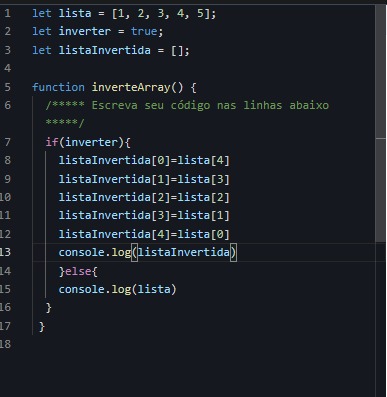 1 let lista = [1, 2, 3, 4, 5];
2 let inverter = true;
3 let listaInvertida = [];
4
5 function inverteArray() {
6 /***** Escreva seu código nas linhas abaixo
*****/
7 if(inverter){
8 listaInvertida[0]=lista[4]
9 listaInvertida[1]=lista[3]
10 listaInvertida[2]=lista[2]
11 listaInvertida[3]=lista[1]
12 listaInvertida[4]=lista[0]
13 console.log(listaInvertida)
14 }else{
15 console.log(lista)
16 }
17 }
18